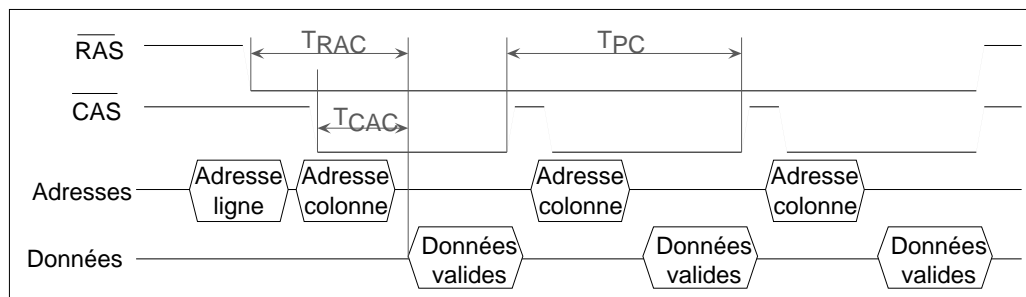 RAS
TRAC
TPC
CAS
TCAC
Adresses
Adresse
ligne
Adresse
colonne
Adresse
colonne
Adresse
colonne
Données
Données
valides
Données
valides
Données
valides